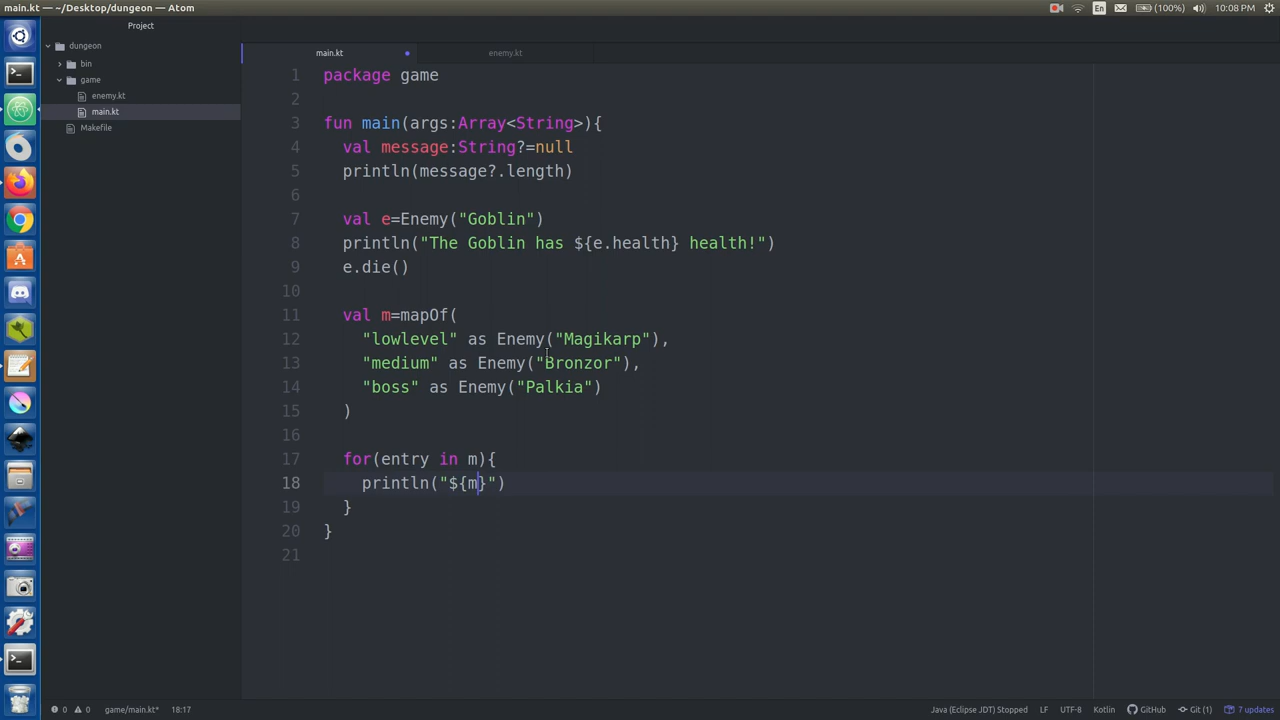 main.kt — ~/Desktop/dungeon — Atom
En
(100%)
10:08 PM
Project
dungeon
bin
game
enemy.kt
main.kt
Makefile
main.kt
enemy.kt
1 package game
2
3 fun main(args:Array<String>){
4 val message:String?=null
5 println(message?.length)
6
7 val e=Enemy("Goblin")
8 println("The Goblin has ${e.health} health!")
9 e.die()
10
11 val m=mapOf(
12 "lowlevel" as Enemy("Magikarp"),
13 "medium" as Enemy("Bronzor"),
14 "boss" as Enemy("Palkia")
15 )
16
17 for(entry in m){
18 println("${m}")
19 }
20 }
21
0 0 game/main.kt* 18:17
Java (Eclipse JDT) Stopped LF UTF-8 Kotlin GitHub Git (1) 7 updates